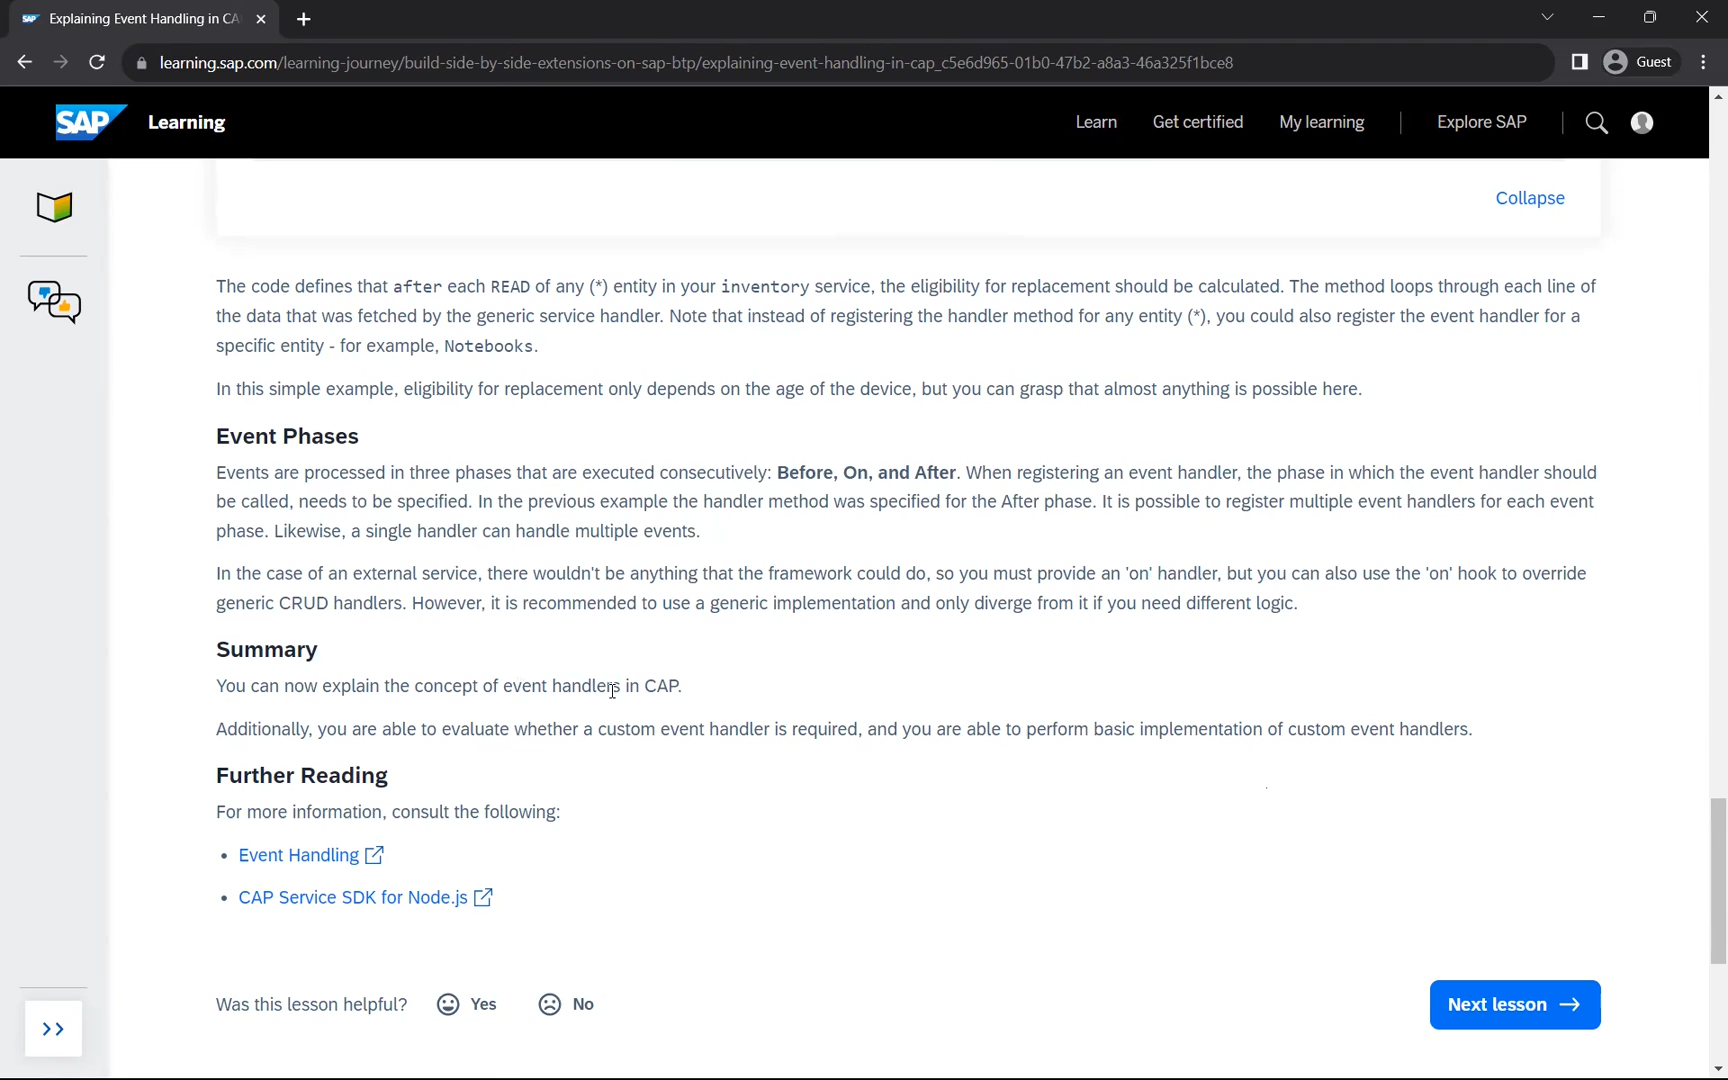 SAP Explaining Event Handling in CA
learning.sap.com/learning-journey/build-side-by-side-extensions-on-sap-btp/explaining-event-handling-in-cap_c5e6d965-01b0-47b2-a8a3-46a325f1bce8
Guest
SAP Learning
Learn Get certified My learning Explore SAP
Collapse
The code defines that after each READ of any (*) entity in your inventory service, the eligibility for replacement should be calculated. The method loops through each line of
the data that was fetched by the generic service handler. Note that instead of registering the handler method for any entity (*), you could also register the event handler for a
specific entity - for example, Notebooks.
In this simple example, eligibility for replacement only depends on the age of the device, but you can grasp that almost anything is possible here.
Event Phases
Events are processed in three phases that are executed consecutively: Before, On, and After. When registering an event handler, the phase in which the event handler should
be called, needs to be specified. In the previous example the handler method was specified for the After phase. It is possible to register multiple event handlers for each event
phase. Likewise, a single handler can handle multiple events.
In the case of an external service, there wouldn't be anything that the framework could do, so you must provide an 'on' handler, but you can also use the 'on' hook to override
generic CRUD handlers. However, it is recommended to use a generic implementation and only diverge from it if you need different logic.
Summary
You can now explain the concept of event handlers in CAP.
Additionally, you are able to evaluate whether a custom event handler is required, and you are able to perform basic implementation of custom event handlers.
Further Reading
For more information, consult the following:
• Event Handling
• CAP Service SDK for Node.js
Was this lesson helpful? Yes No
Next lesson →